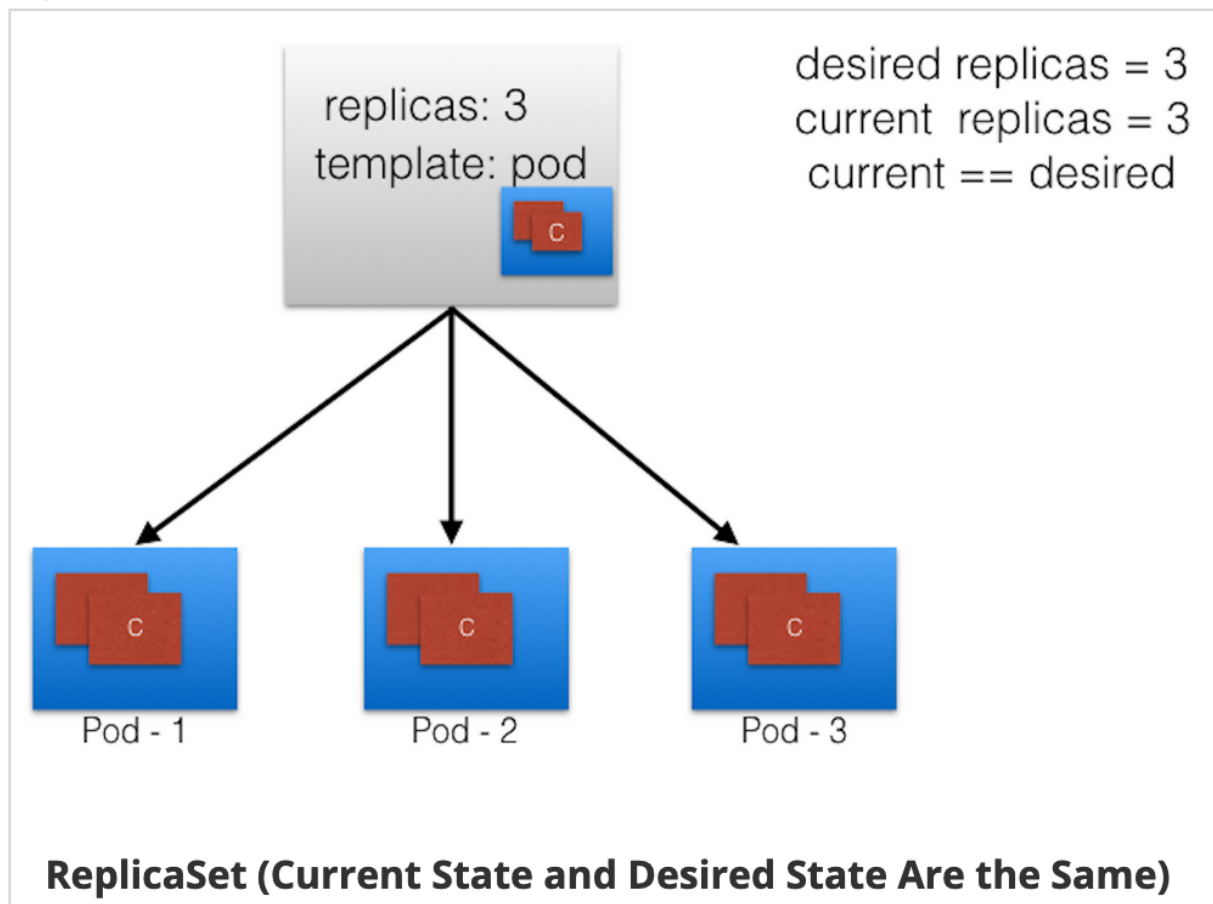 replicas: 3
template: pod
C
desired replicas = 3
current replicas = 3
current == desired
C
C
C
Pod - 1
Pod - 2
Pod - 3
ReplicaSet (Current State and Desired State Are the Same)